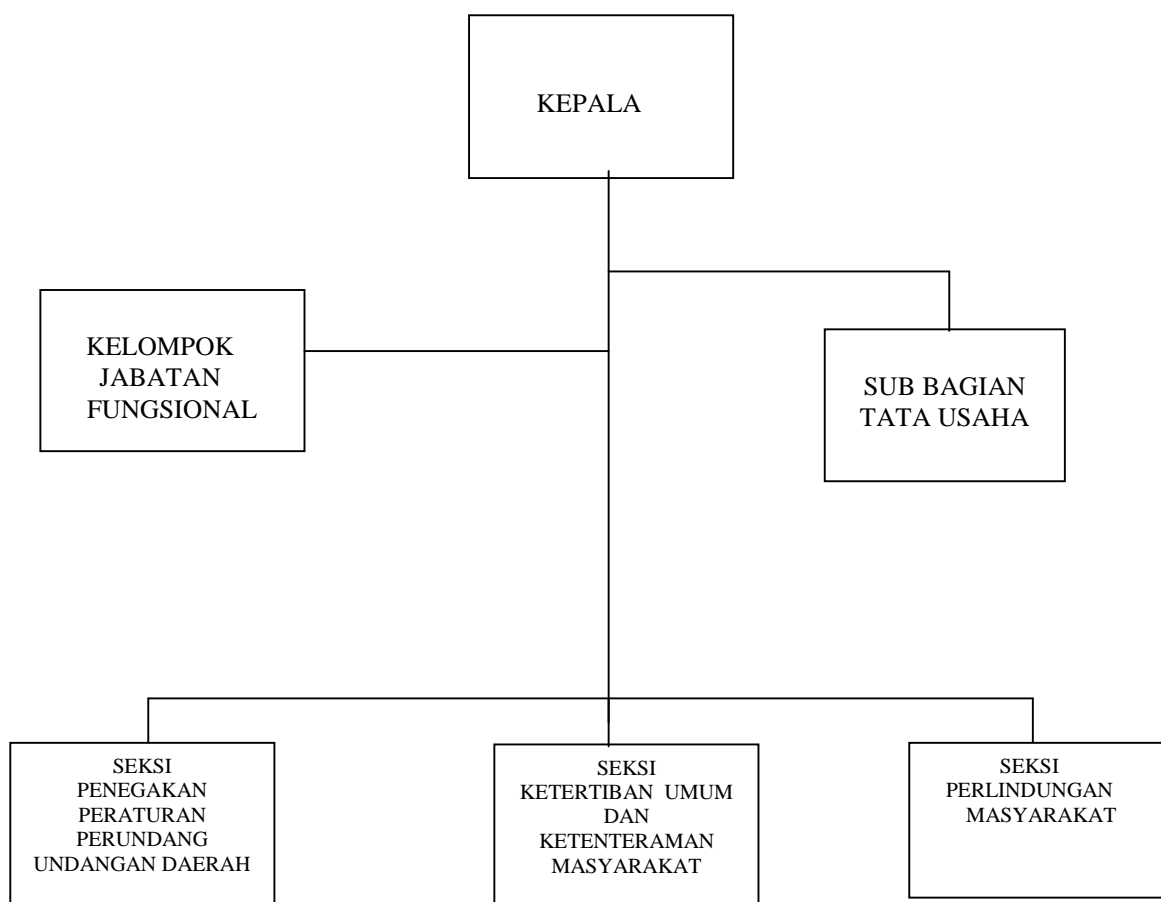 KEPALA
KELOMPOK
JABATAN
FUNGSIONAL
SUB BAGIAN
TATA USAHA
SEKSI
PENEGAKAN
PERATURAN
PERUNDANG
UNDANGAN DAERAH
SEKSI
KETERTIBAN UMUM
DAN
KETENTERAMAN
MASYARAKAT
SEKSI
PERLINDUNGAN
MASYARAKAT